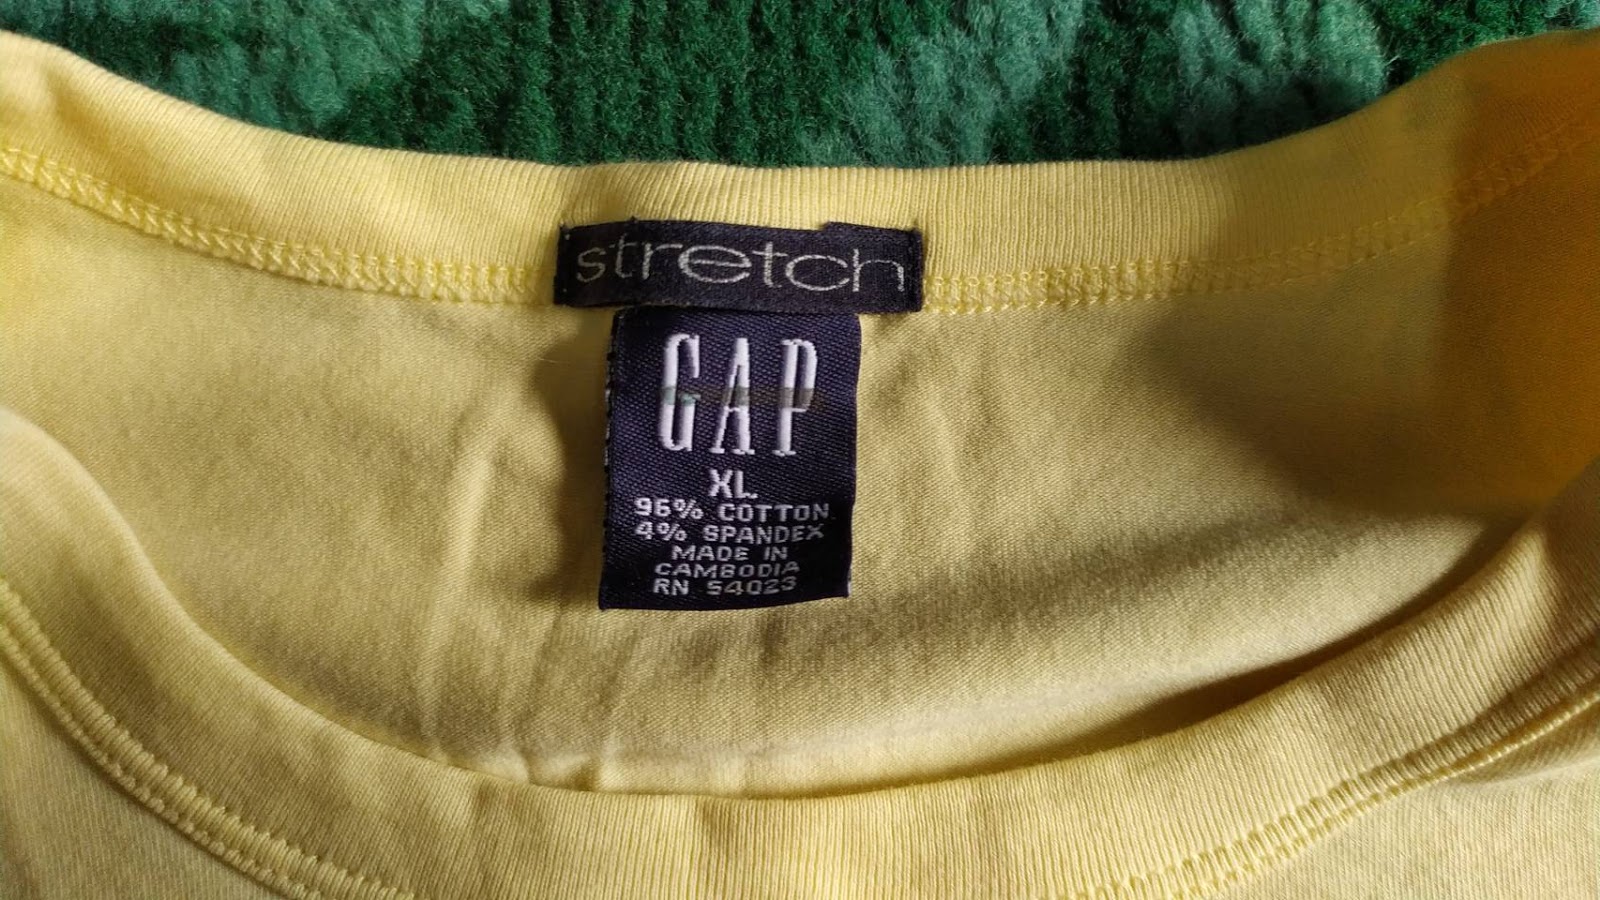 stretch
GAP
XL
96% COTTON
4% SPANDEX
MADE IN
CAMBODIA
RN 54023